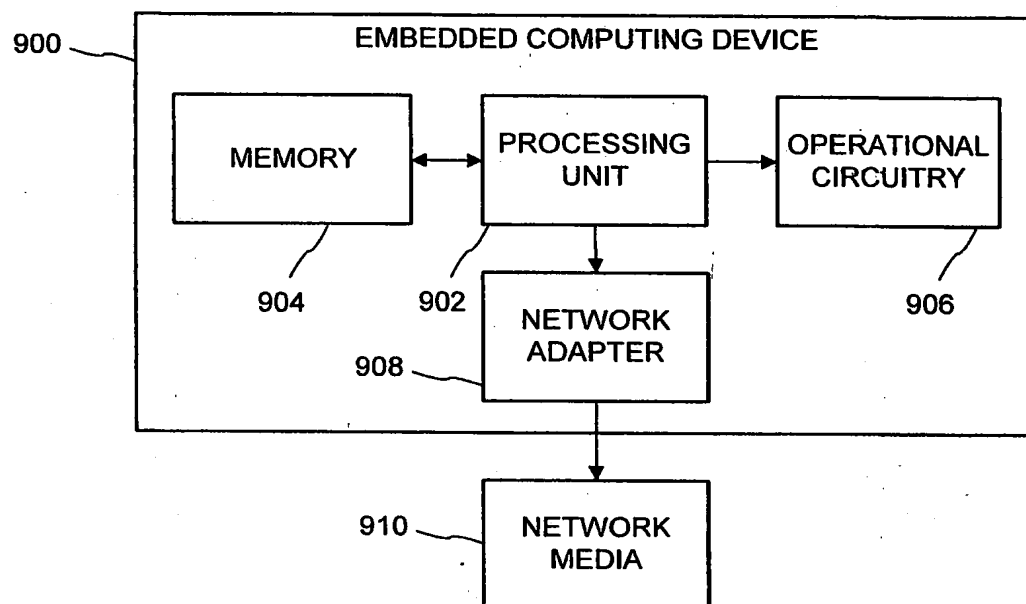 900
EMBEDDED COMPUTING DEVICE
MEMORY
PROCESSING
UNIT
OPERATIONAL
CIRCUITRY
904
902
906
NETWORK
ADAPTER
908
910
NETWORK
MEDIA